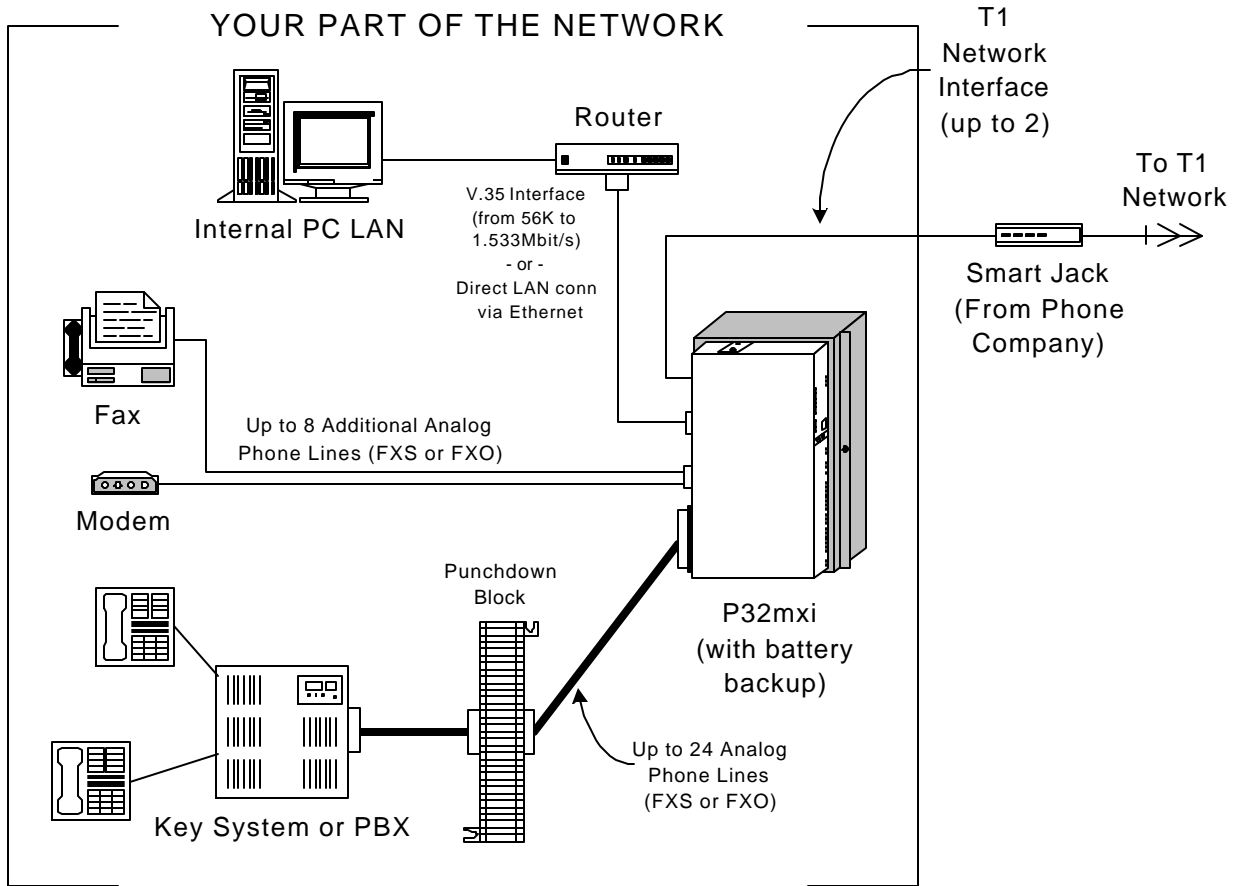 YOUR PART OF THE NETWORK
T1
Network
Interface
(up to 2)
To T1
Network
Router
Internal PC LAN
V.35 Interface
(from 56K to
1.533Mbit/s)
- or -
Direct LAN conn
via Ethernet
Smart Jack
(From Phone
Company)
Fax
Up to 8 Additional Analog
Phone Lines (FXS or FXO)
Modem
Punchdown
Block
P32mxi
(with battery
backup)
Up to 24 Analog
Phone Lines
(FXS or FXO)
Key System or PBX